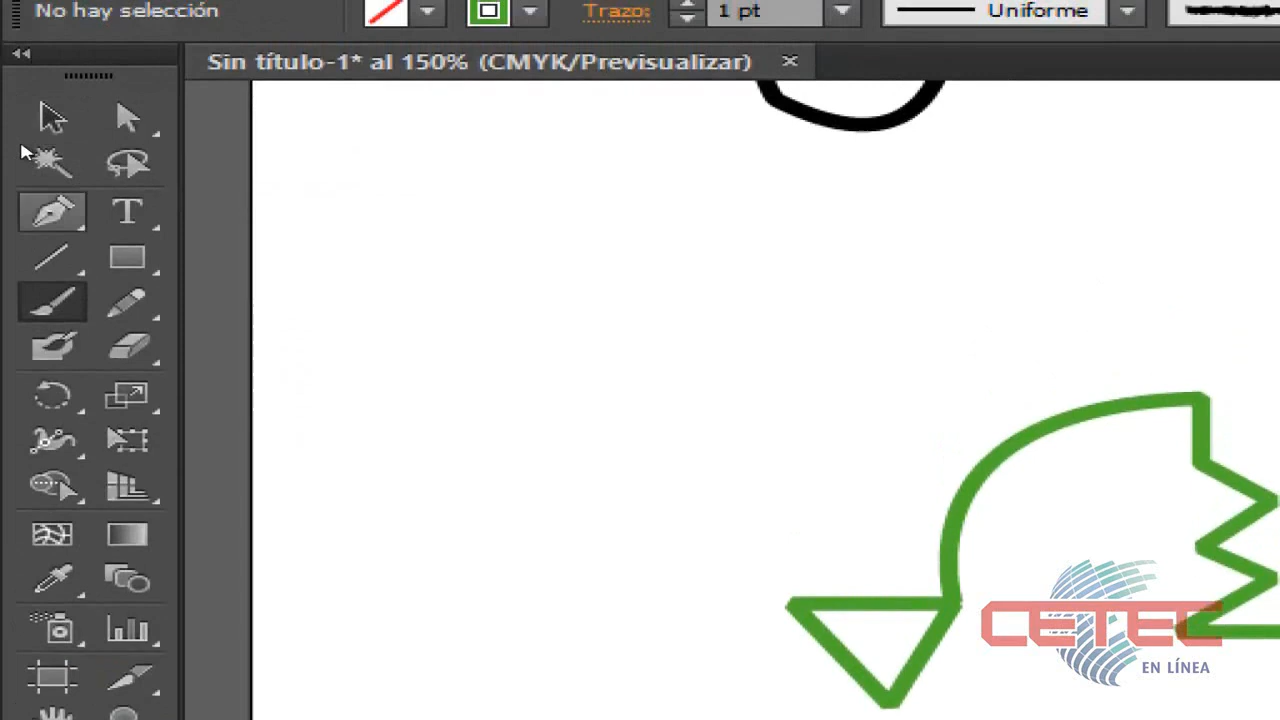 No hay selección
Trazo:
1 pt
Uniforme
Sin título-1* al 150% (CMYK/Previsualizar)
CETEC
EN LÍNEA